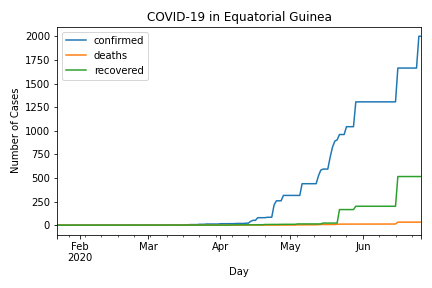 COVID-19 in Equatorial Guinea
2000
1750
1500
1250
1000
750
500
250
0
Number of Cases
confirmed
deaths
recovered
Feb
2020
Mar
Apr
May
Jun
Day